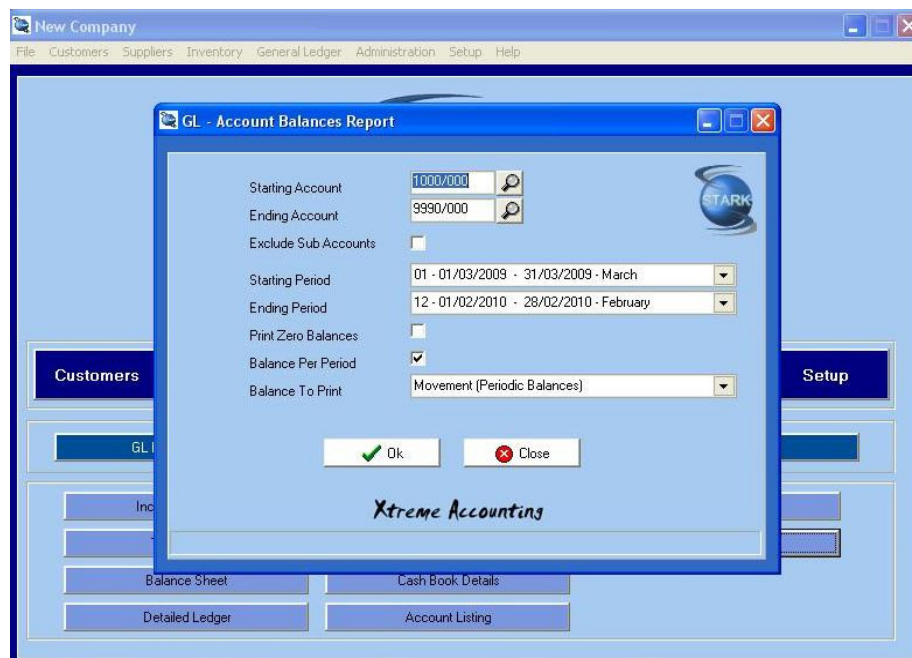 New Company
File Customers Suppliers Inventory General Ledger Administration Setup Help
GL - Account Balances Report
Starting Account 1000/000
STARK
Ending Account 9990/000
Exclude Sub Accounts
Starting Period 01 - 01/03/2009 - 31/03/2009 - March
Ending Period 12 - 01/02/2010 - 28/02/2010 - February
Print Zero Balances
Balance Per Period
Balance To Print Movement (Periodic Balances)
Customers Setup
GL
Ok Close
Inc
Xtreme Accounting
Balance Sheet Cash Book Details
Detailed Ledger Account Listing